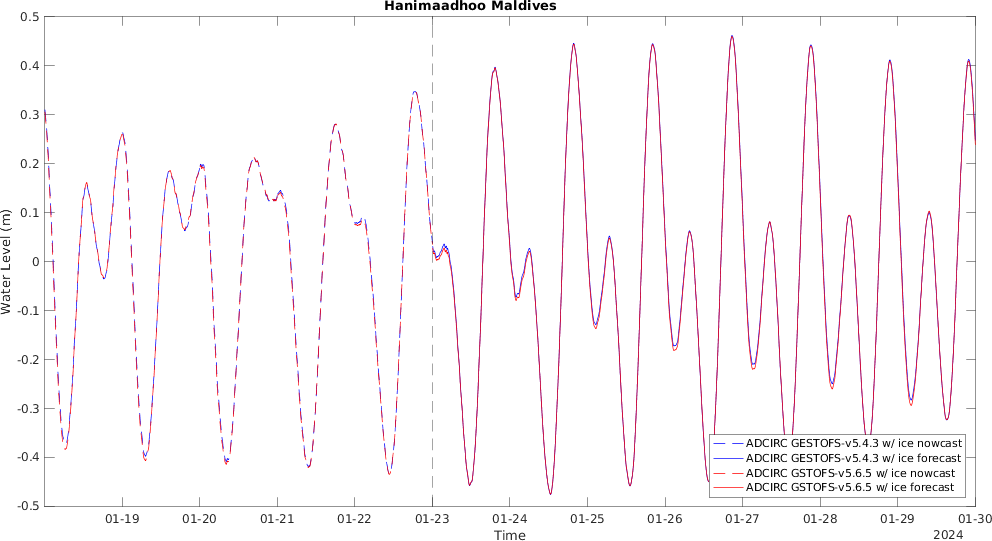 Hanimaadhoo Maldives
0.5
0.4
0.3
0.2
0.1
0
-0.1
-0.2
-0.3
-0.4
-0.5
Water Level (m)
ADCIRC GESTOFS-v5.4.3 w/ ice nowcast
ADCIRC GESTOFS-v5.4.3 w/ ice forecast
ADCIRC GSTOFS-v5.6.5 w/ ice nowcast
ADCIRC GSTOFS-v5.6.5 w/ ice forecast
01-19 01-20 01-21 01-22 01-23 01-24 01-25 01-26 01-27 01-28 01-29 01-30
Time
2024